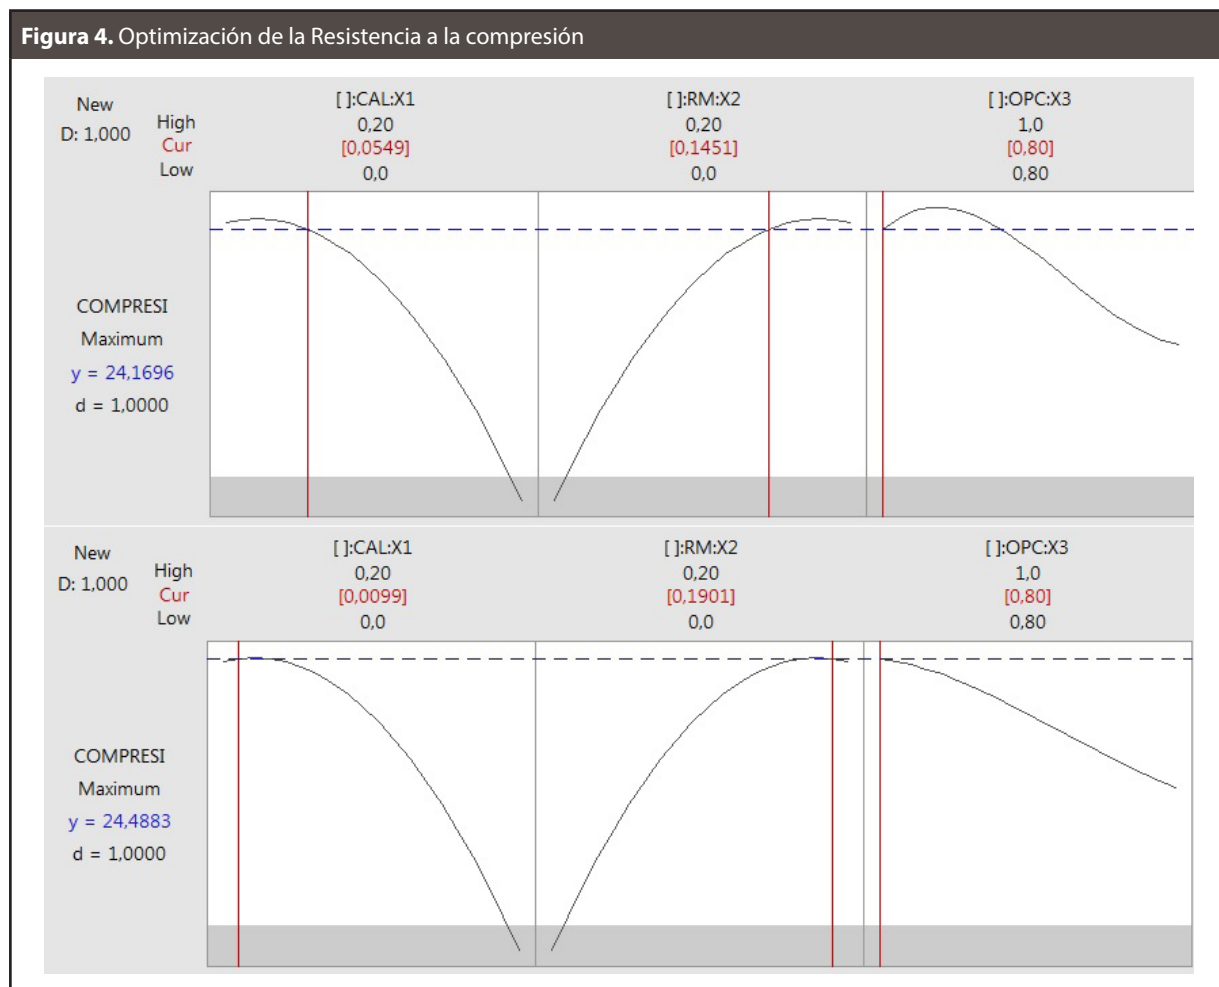 Figura 4. Optimización de la Resistencia a la compresión
New
D: 1,000
High
Cur
Low
[ ]:CAL:X1
0,20
[0,0549]
0,0
[ ]:RM:X2
0,20
[0,1451]
0,0
[ ]:OPC:X3
1,0
[0,80]
0,80
COMPRESI
Maximum
y = 24,1696
d = 1,0000
New
D: 1,000
High
Cur
Low
[ ]:CAL:X1
0,20
[0,0099]
0,0
[ ]:RM:X2
0,20
[0,1901]
0,0
[ ]:OPC:X3
1,0
[0,80]
0,80
COMPRESI
Maximum
y = 24,4883
d = 1,0000